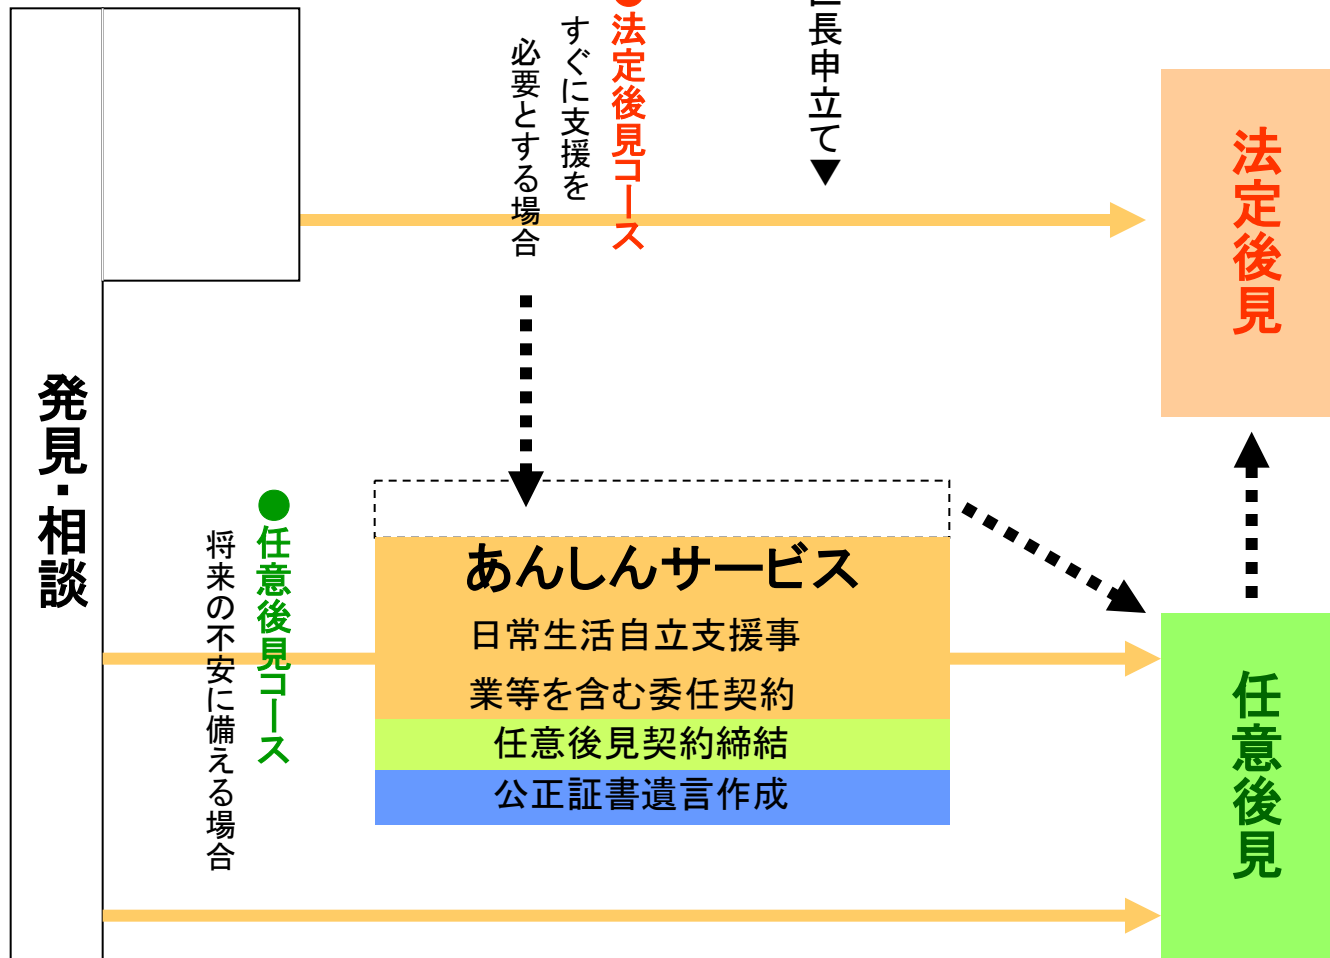 発見・相談
●法定後見コース
すぐに支援を
必要とする場合
長申立て▼
法定後見
●任意後見コース
将来の不安に備える場合
あんしんサービス
日常生活自立支援事
業等を含む委任契約
任意後見契約締結
公正証書遺言作成
任意後見